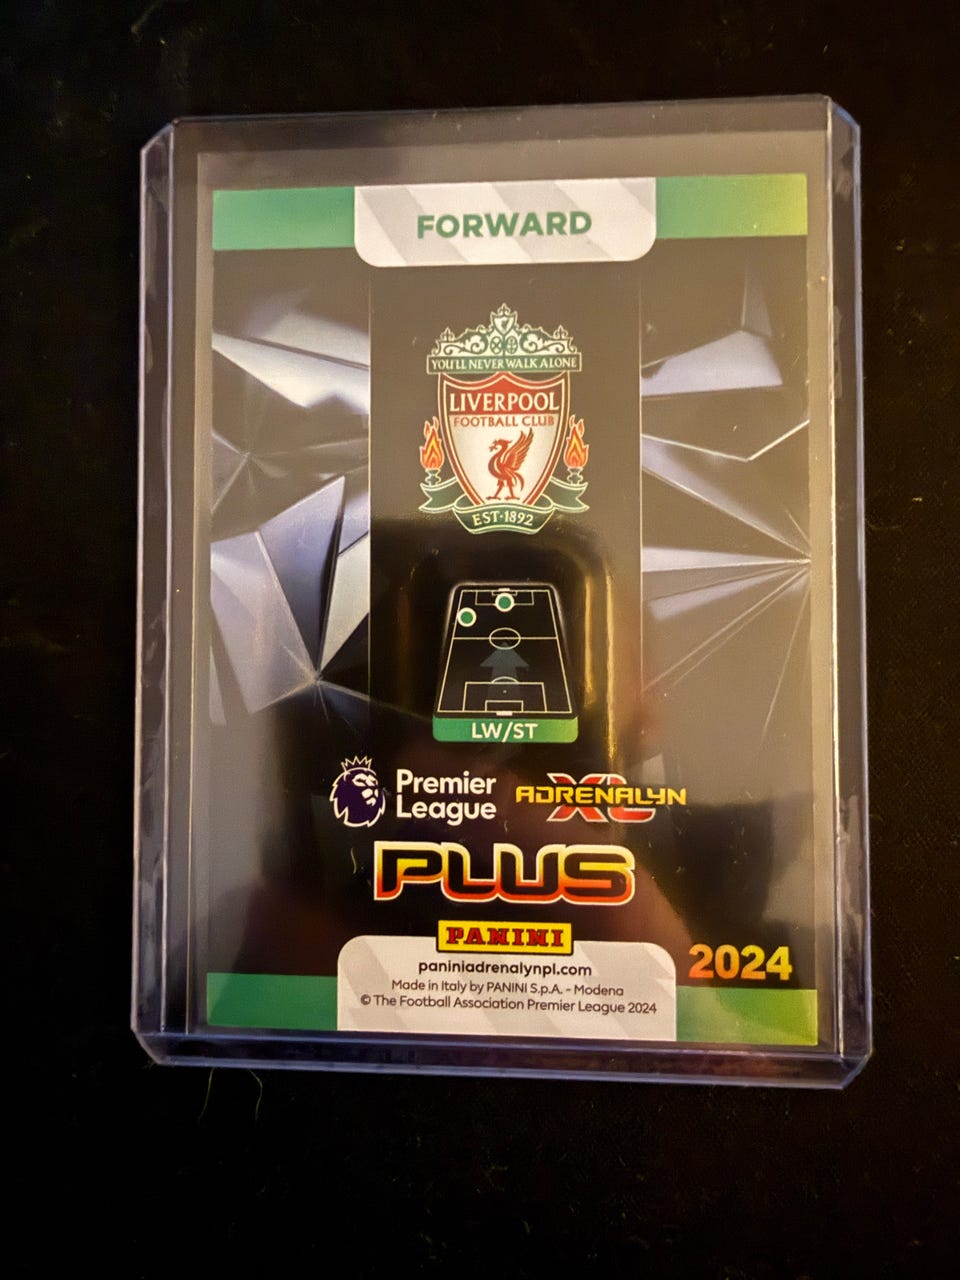 FORWARD
YOU'LL NEVER WALK ALONE
LIVERPOOL
FOOTBALL CLUB
EST·1892
LW/ST
Premier
League
ADRENALYN
XL
PLUS
PANINI
2024
paniniadrenalynpl.com
Made in Italy by PANINI S.p.A. - Modena
© The Football Association Premier League 2024